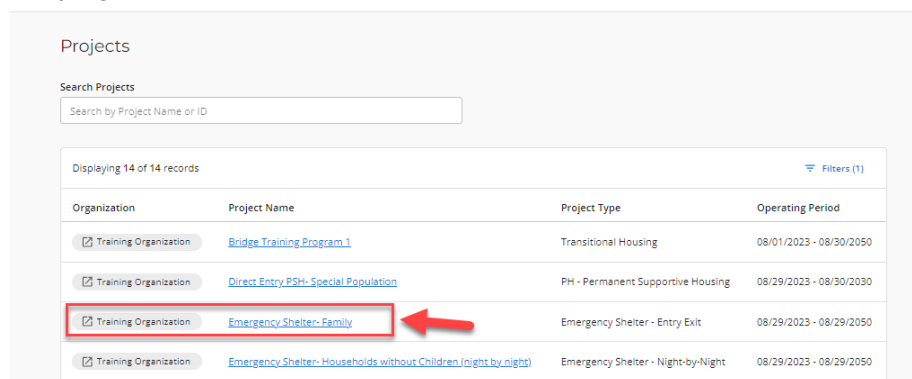 Projects
Search Projects
Search by Project Name or ID
Displaying 14 of 14 records
Filters (1)
Organization Project Name Project Type Operating Period
Training Organization Bridge Training Program 1 Transitional Housing 08/01/2023 - 08/30/2050
Training Organization Direct Entry PSH- Special Population PH - Permanent Supportive Housing 08/29/2023 - 08/30/2030
Training Organization Emergency Shelter- Family Emergency Shelter - Entry Exit 08/29/2023 - 08/29/2050
Training Organization Emergency Shelter- Households without Children (night by night) Emergency Shelter - Night-by-Night 08/29/2023 - 08/29/2050